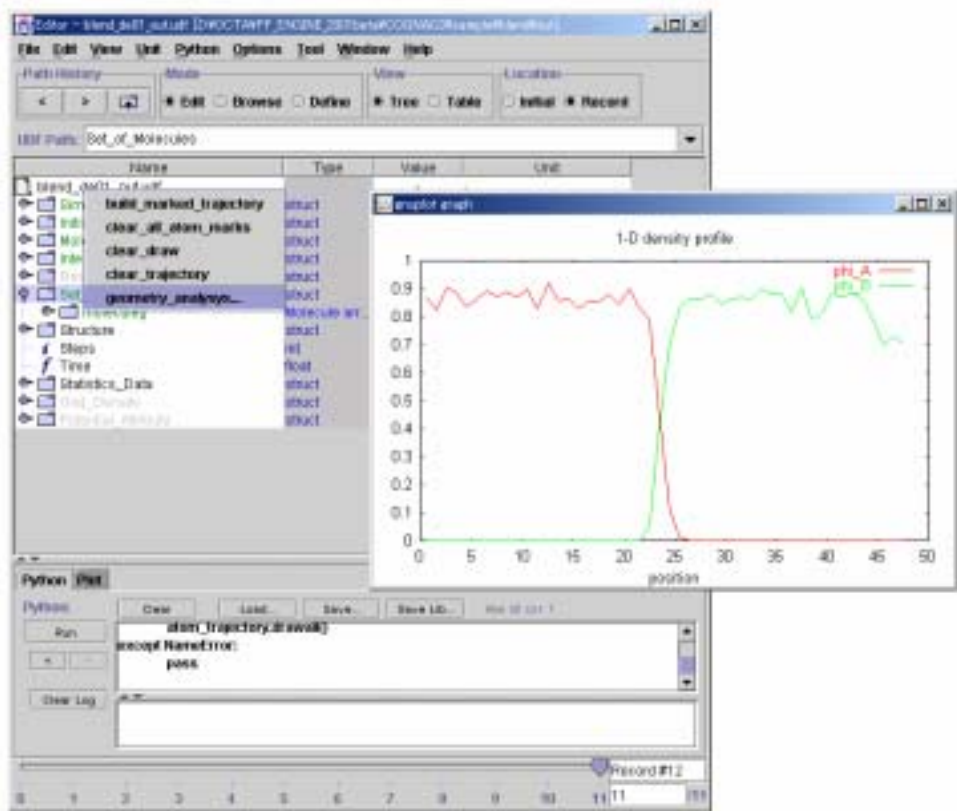 Editor - blend_de01_out.udf
File Edit View Unit Python Options Tool Window Help
Path History Mode View Location
< > Edit Browse Define Tree Table Initial Record
UDF Path: Set_of_Molecules
Name Type Value Unit
blend_de01_out.udf
build_marked_trajectory
clear_all_atom_marks
clear_draw
clear_trajectory
geometry_analysys...
struct
struct
struct
struct
struct
struct
Molecule arr...
Structure struct
Steps int
Time float
Statistics_Data struct
Grid_Density struct
struct
gnuplot graph
1-D density profile
phi_A
phi_B
1
0.9
0.8
0.7
0.6
0.5
0.4
0.3
0.2
0.1
0
0 5 10 15 20 25 30 35 40 45 50
position
Python Plot
Python:
Clear Load... Save... Save Lib...
Run
atom_trajectory.drawall()
except NameError:
pass
Clear Log
Record #12
0 1 2 3 4 5 6 7 8 9 10 11
11